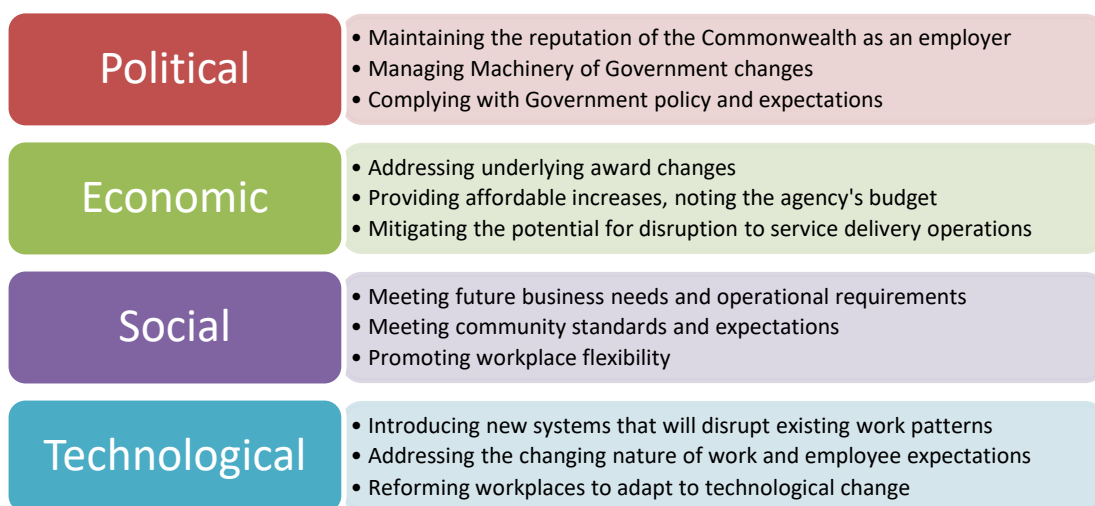 Political
• Maintaining the reputation of the Commonwealth as an employer
• Managing Machinery of Government changes
• Complying with Government policy and expectations
Economic
• Addressing underlying award changes
• Providing affordable increases, noting the agency's budget
• Mitigating the potential for disruption to service delivery operations
Social
• Meeting future business needs and operational requirements
• Meeting community standards and expectations
• Promoting workplace flexibility
Technological
• Introducing new systems that will disrupt existing work patterns
• Addressing the changing nature of work and employee expectations
• Reforming workplaces to adapt to technological change